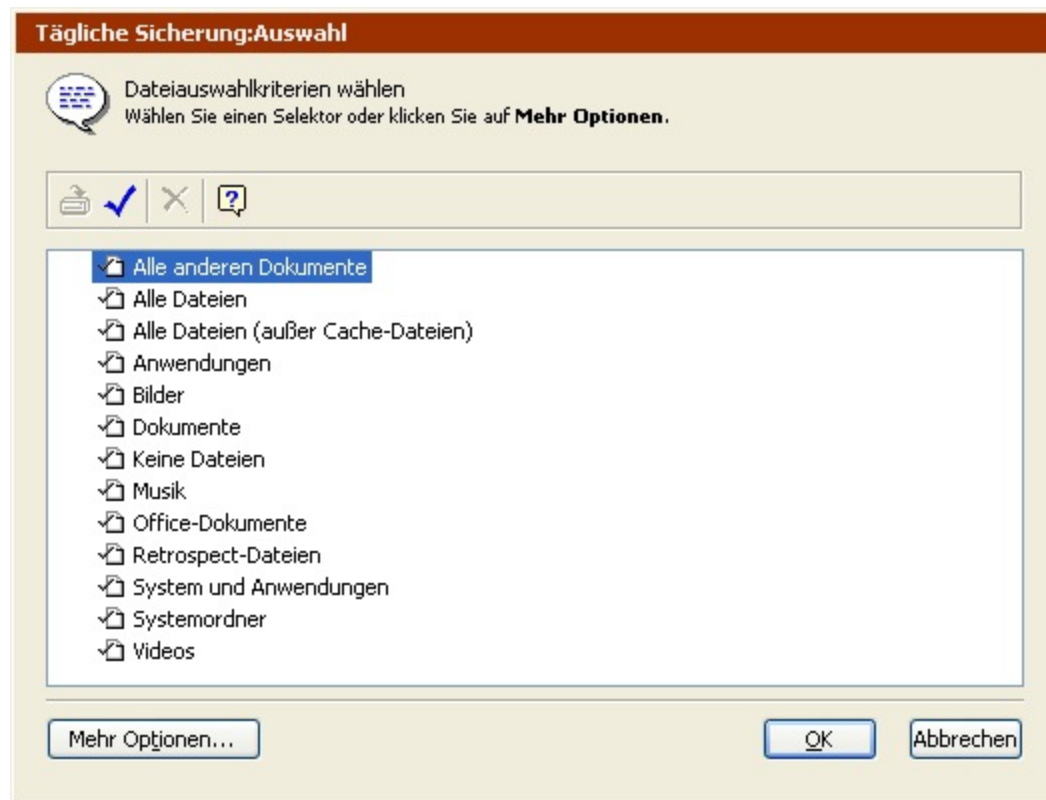 Tägliche Sicherung:Auswahl
Dateiauswahlkriterien wählen
Wählen Sie einen Selektor oder klicken Sie auf Mehr Optionen.
Alle anderen Dokumente
Alle Dateien
Alle Dateien (außer Cache-Dateien)
Anwendungen
Bilder
Dokumente
Keine Dateien
Musik
Office-Dokumente
Retrospect-Dateien
System und Anwendungen
Systemordner
Videos
Mehr Optionen... OK Abbrechen